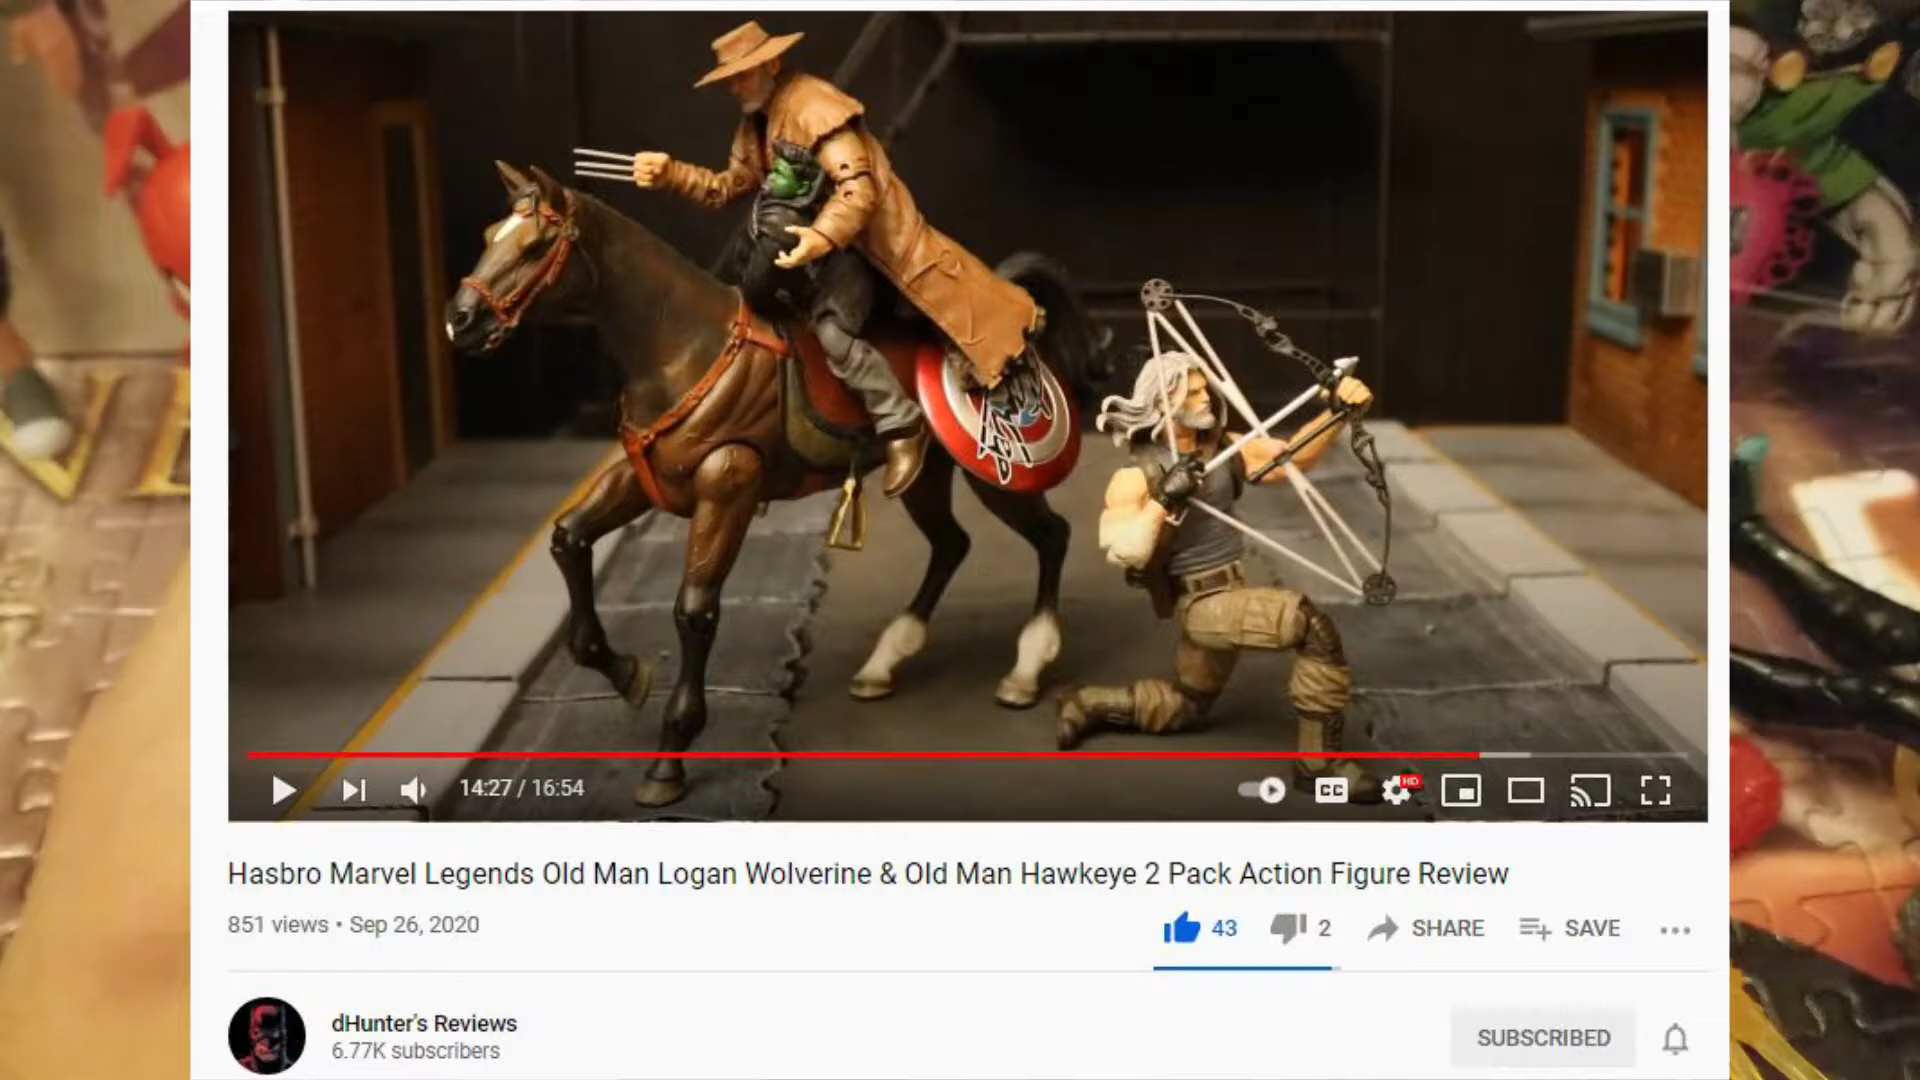 14:27 / 16:54
CC
HD
Hasbro Marvel Legends Old Man Logan Wolverine & Old Man Hawkeye 2 Pack Action Figure Review
851 views • Sep 26, 2020
43
2
SHARE
SAVE
dHunter's Reviews
6.77K subscribers
SUBSCRIBED